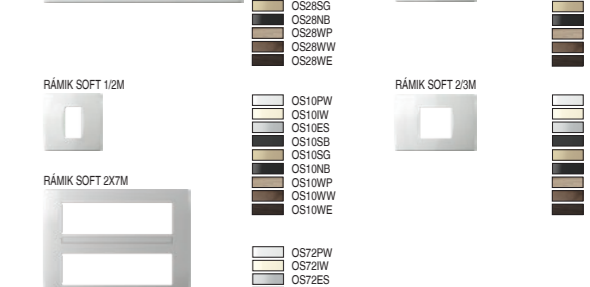 OS28SG
OS28NB
OS28WP
OS28WW
OS28WE
RÁMIK SOFT 1/2M
OS10PW
OS10IW
OS10ES
OS10SB
OS10SG
OS10NB
OS10WP
OS10WW
OS10WE
RÁMIK SOFT 2/3M
RÁMIK SOFT 2X7M
OS72PW
OS72IW
OS72ES